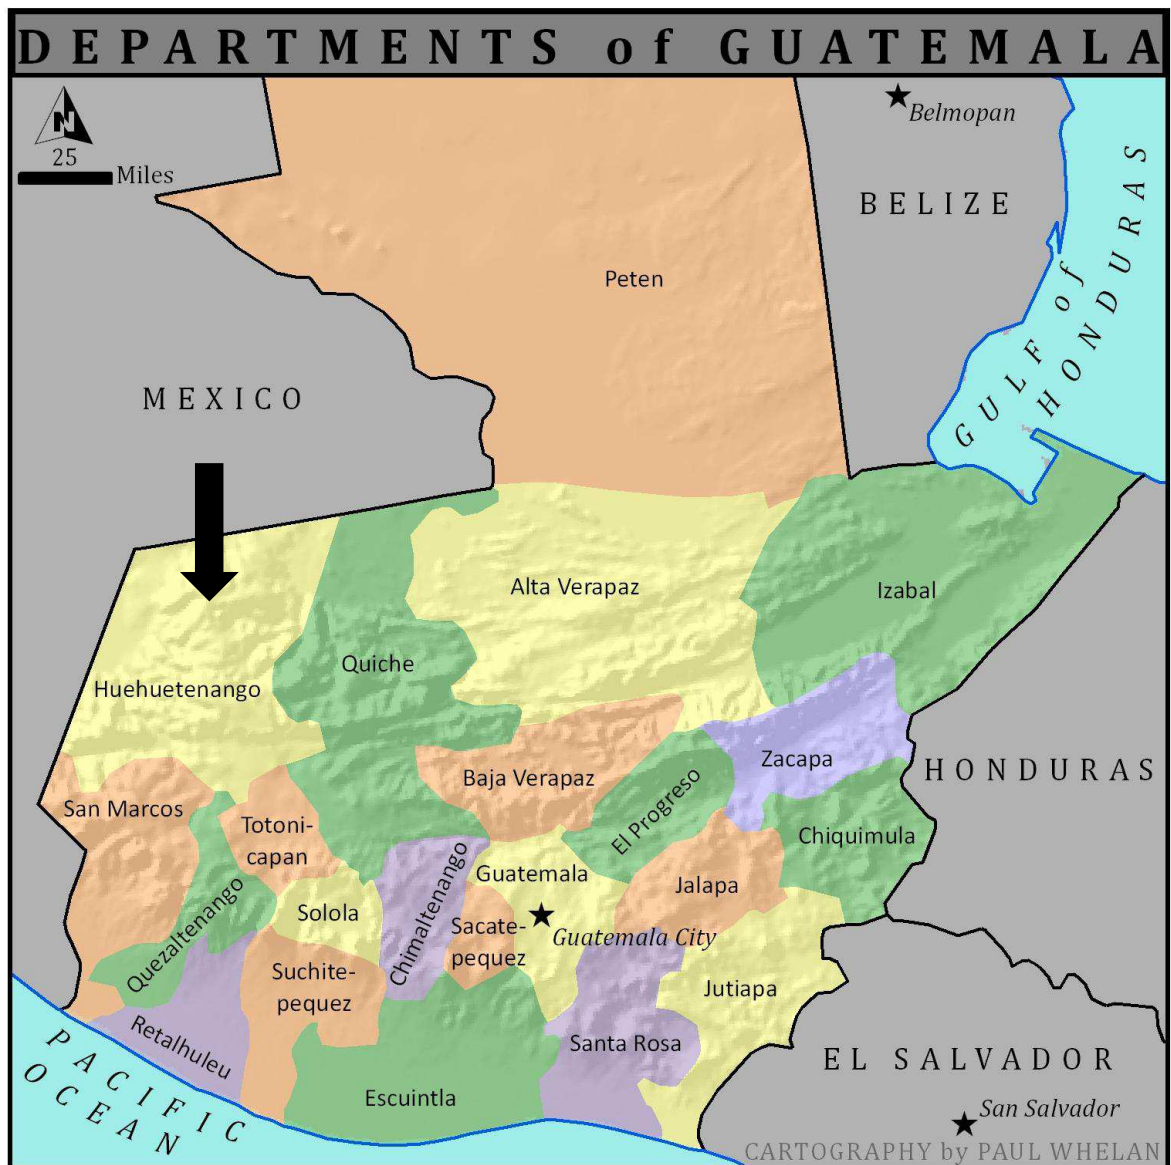 DEPARTMENTS of GUATEMALA
N
25
Miles
Belmopan
BELIZE
GULF of
HONDURAS
Peten
MEXICO
Alta Verapaz
Izabal
Quiche
Huehuetenango
Zacapa
HONDURAS
Baja Verapaz
El Progreso
San Marcos
Totoni-
capan
Chiquimula
Guatemala
Jalapa
Chimaltenango
Quezaltenango
Solola
Sacate-
pequez
Guatemala City
Suchite-
pequez
Jutiapa
Retalhuleu
Santa Rosa
Escuintla
PACIFIC
OCEAN
EL SALVADOR
San Salvador
CARTOGRAPHY by PAUL WHELAN